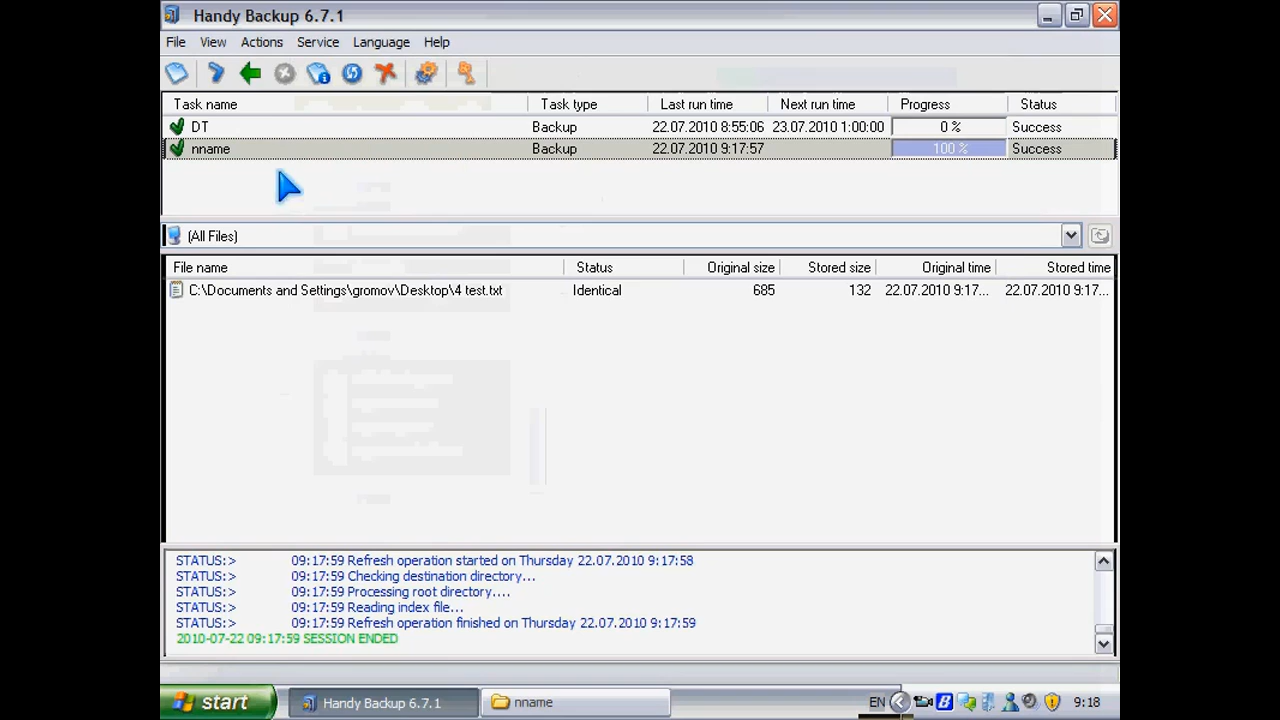 Handy Backup 6.7.1
File View Actions Service Language Help
Task name Task type Last run time Next run time Progress Status
DT Backup 22.07.2010 8:55:06 23.07.2010 1:00:00 0 % Success
nname Backup 22.07.2010 9:17:57 100 % Success
(All Files)
File name Status Original size Stored size Original time Stored time
C:\Documents and Settings\gromov\Desktop\4 test.txt Identical 685 132 22.07.2010 9:17... 22.07.2010 9:17...
STATUS:> 09:17:59 Refresh operation started on Thursday 22.07.2010 9:17:58
STATUS:> 09:17:59 Checking destination directory...
STATUS:> 09:17:59 Processing root directory....
STATUS:> 09:17:59 Reading index file...
STATUS:> 09:17:59 Refresh operation finished on Thursday 22.07.2010 9:17:59
2010-07-22 09:17:59 SESSION ENDED
start Handy Backup 6.7.1 nname EN 9:18